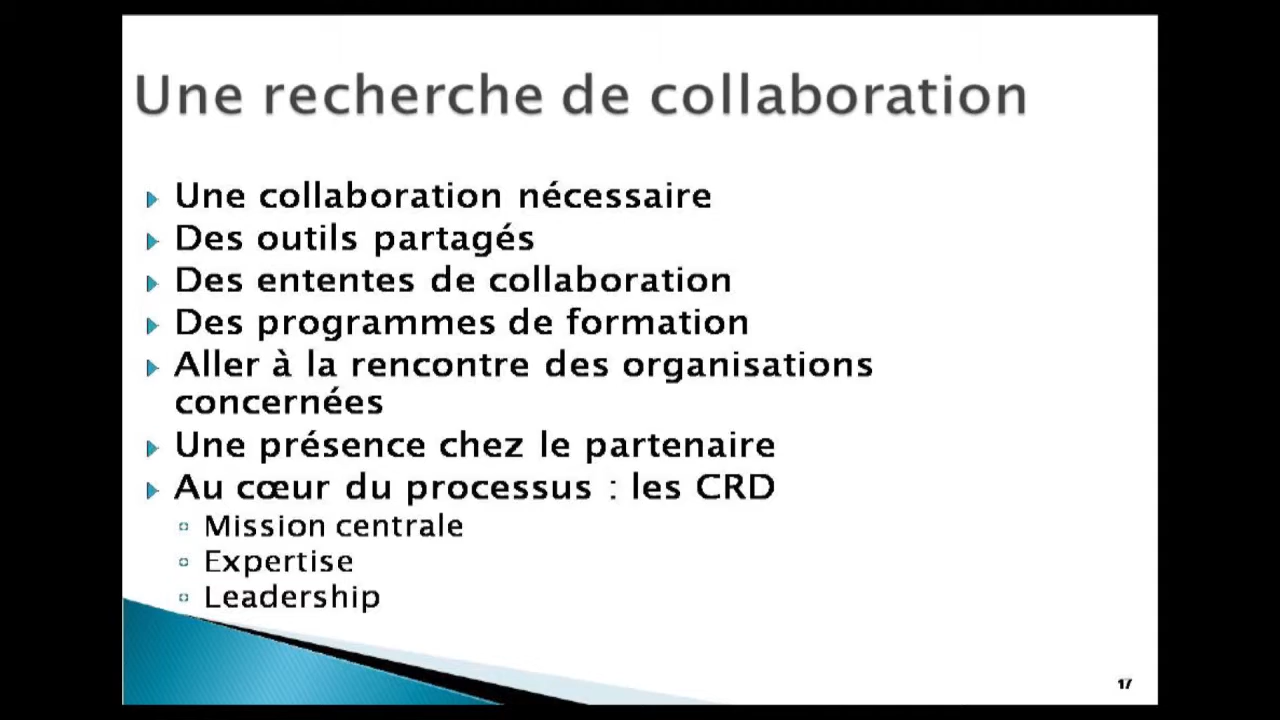 Une recherche de collaboration
Une collaboration nécessaire
Des outils partagés
Des ententes de collaboration
Des programmes de formation
Aller à la rencontre des organisations
concernées
Une présence chez le partenaire
Au cœur du processus : les CRD
Mission centrale
Expertise
Leadership
17